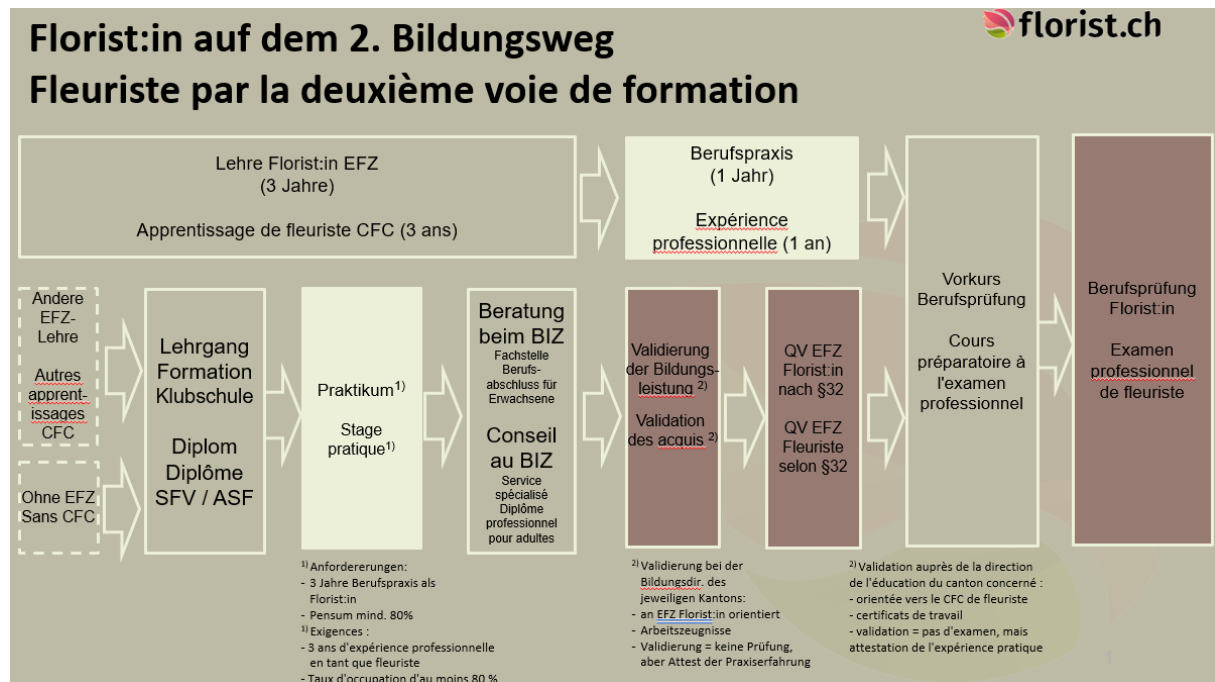 Florist:in auf dem 2. Bildungsweg
Fleuriste par la deuxième voie de formation
florist.ch
Lehre Florist:in EFZ
(3 Jahre)
Apprentissage de fleuriste CFC (3 ans)
Berufspraxis
(1 Jahr)
Expérience
professionnelle (1 an)
Andere
EFZ-
Lehre
Autres
apprent-
issages
CFC
Ohne EFZ
Sans CFC
Lehrgang
Formation
Klubschule
Diplom
Diplôme
SFV / ASF
Praktikum¹⁾
Stage
pratique¹⁾
Beratung
beim BIZ
Fachstelle
Berufs-
abschluss für
Erwachsene
Conseil
au BIZ
Service
spécialisé
Diplôme
professionnel
pour adultes
Validierung
der Bildungs-
leistung ²⁾
Validation
des acquis ²⁾
QV EFZ
Florist:in
nach §32
QV EFZ
Fleuriste
selon §32
Vorkurs
Berufsprüfung
Cours
préparatoire à
l'examen
professionnel
Berufsprüfung
Florist:in
Examen
professionnel
de fleuriste
¹⁾ Anfordererungen:
- 3 Jahre Berufspraxis als
Florist:in
- Pensum mind. 80%
¹⁾ Exigences :
- 3 ans d'expérience professionnelle
en tant que fleuriste
- Taux d'occupation d'au moins 80 %
²⁾ Validierung bei der
Bildungsdir. des
jeweiligen Kantons:
- an EFZ Florist:in orientiert
- Arbeitszeugnisse
- Validierung = keine Prüfung,
aber Attest der Praxiserfahrung
²⁾ Validation auprès de la direction
de l'éducation du canton concerné :
- orientée vers le CFC de fleuriste
- certificats de travail
- validation = pas d'examen, mais
attestation de l'expérience pratique
1